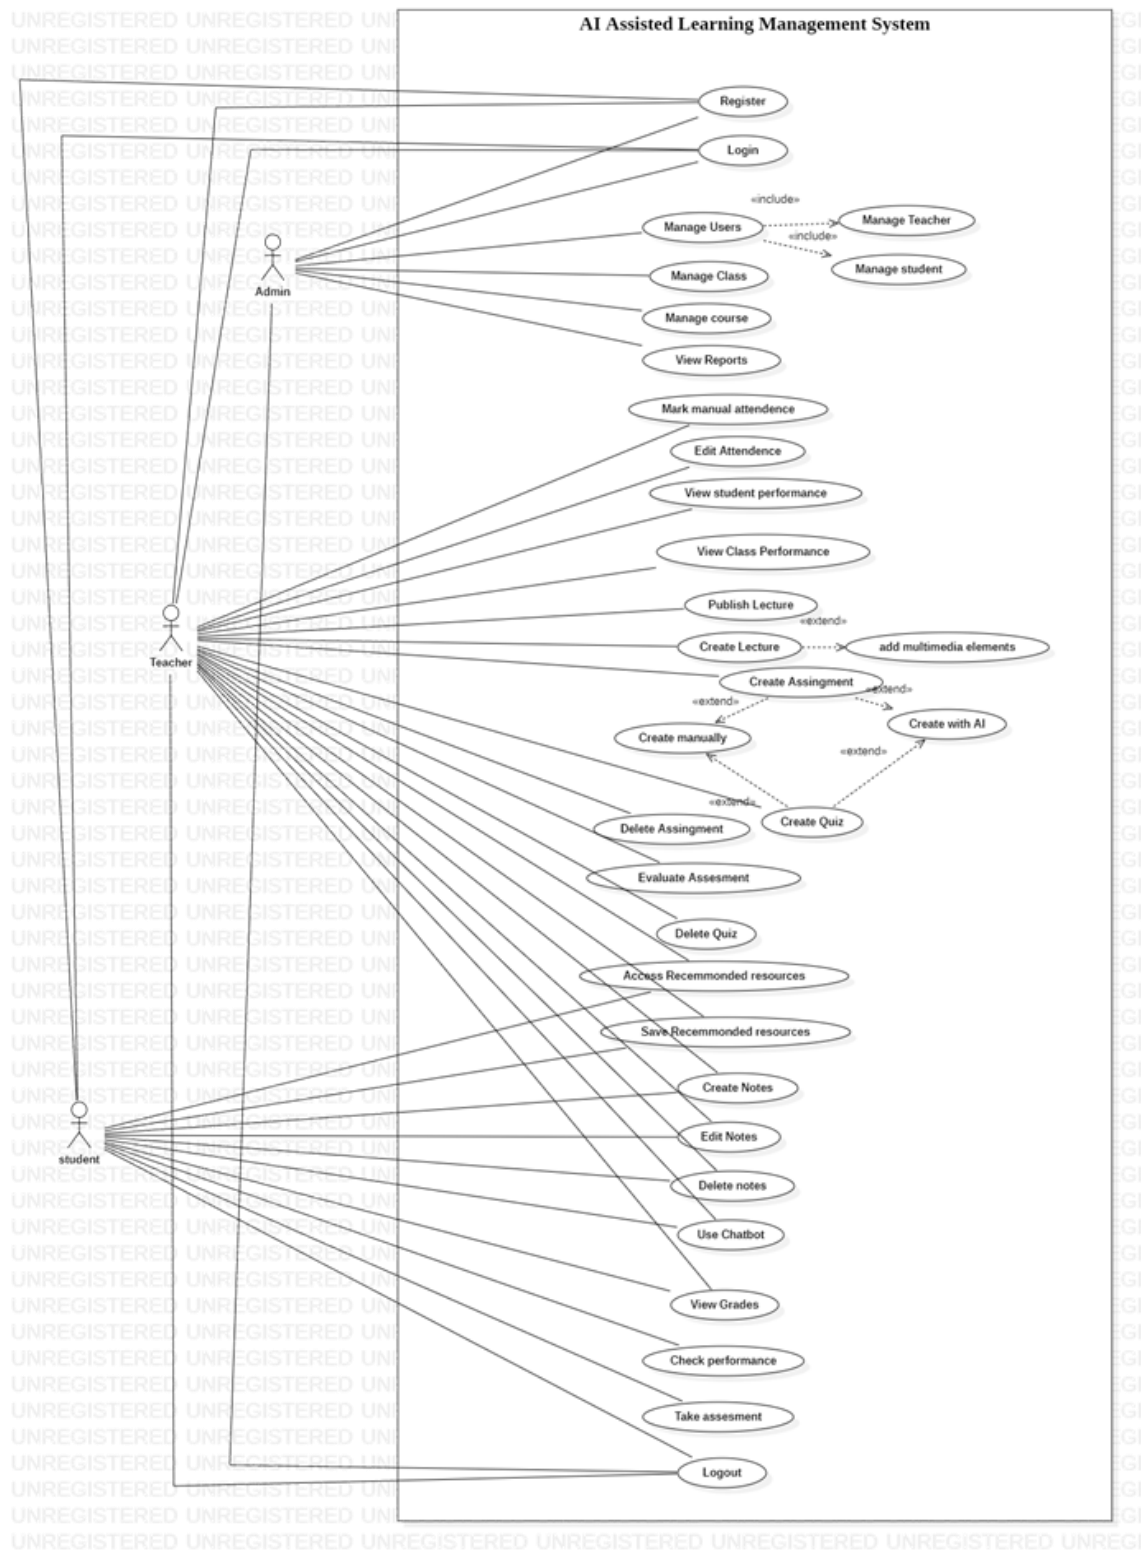 AI Assisted Learning Management System
Register
Login
«include»
Manage Teacher
Manage Users
«include»
Admin
Manage student
Manage Class
Manage course
View Reports
Mark manual attendence
Edit Attendence
View student performance
View Class Performance
Publish Lecture
«extend»
Teacher
Create Lecture
add multimedia elements
Create Assingment
«extend»
«extend»
Create with AI
Create manually
«extend»
«extend»
Create Quiz
Delete Assingment
Evaluate Assesment
Delete Quiz
Access Recemmonded resources
Save Recemmonded resources
Create Notes
Edit Notes
student
Delete notes
Use Chatbot
View Grades
Check performance
Take assesment
Logout
UNREGISTERED